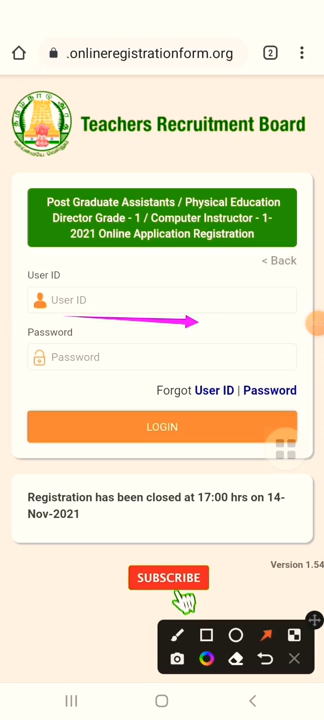 .onlineregistrationform.org
2
Teachers Recruitment Board
Post Graduate Assistants / Physical Education
Director Grade - 1 / Computer Instructor - 1-
2021 Online Application Registration
< Back
User ID
User ID
Password
Password
Forgot User ID | Password
LOGIN
Registration has been closed at 17:00 hrs on 14-
Nov-2021
Version 1.54
SUBSCRIBE